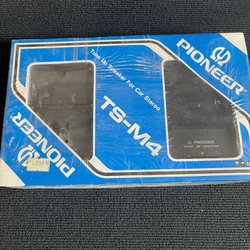 PIONEER
Tune Up Speaker For Car Stereo
TS-M4
PIONEER
PIONEER